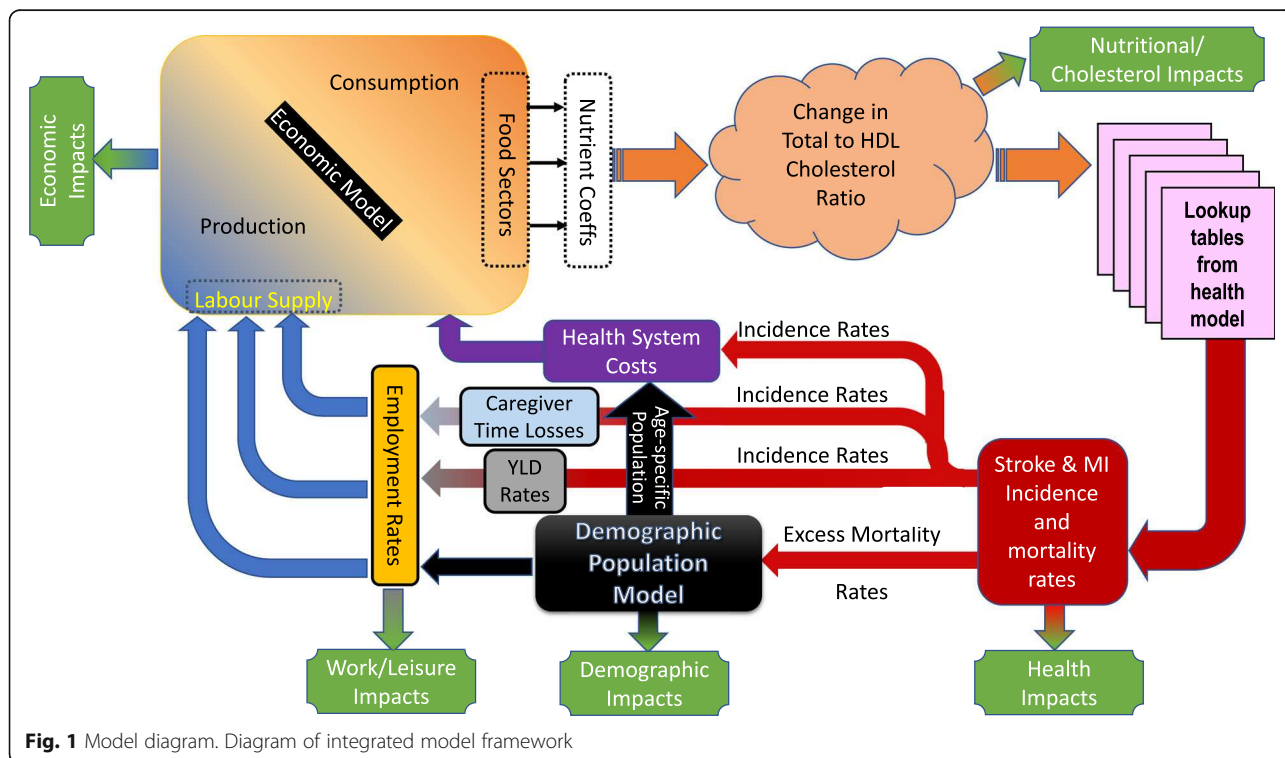 Economic
Impacts
Consumption
Economic Model
Production
Labour Supply
Food Sectors
Nutrient Coeffs
Change in
Total to HDL
Cholesterol
Ratio
Nutritional/
Cholesterol Impacts
Lookup
tables
from
health
model
Health System
Costs
Incidence Rates
Employment Rates
Caregiver
Time Losses
Age-specific
Population
Incidence Rates
YLD
Rates
Incidence Rates
Stroke & MI
Incidence
and
mortality
rates
Demographic
Population
Model
Excess Mortality
Rates
Work/Leisure
Impacts
Demographic
Impacts
Health
Impacts
Fig. 1 Model diagram. Diagram of integrated model framework